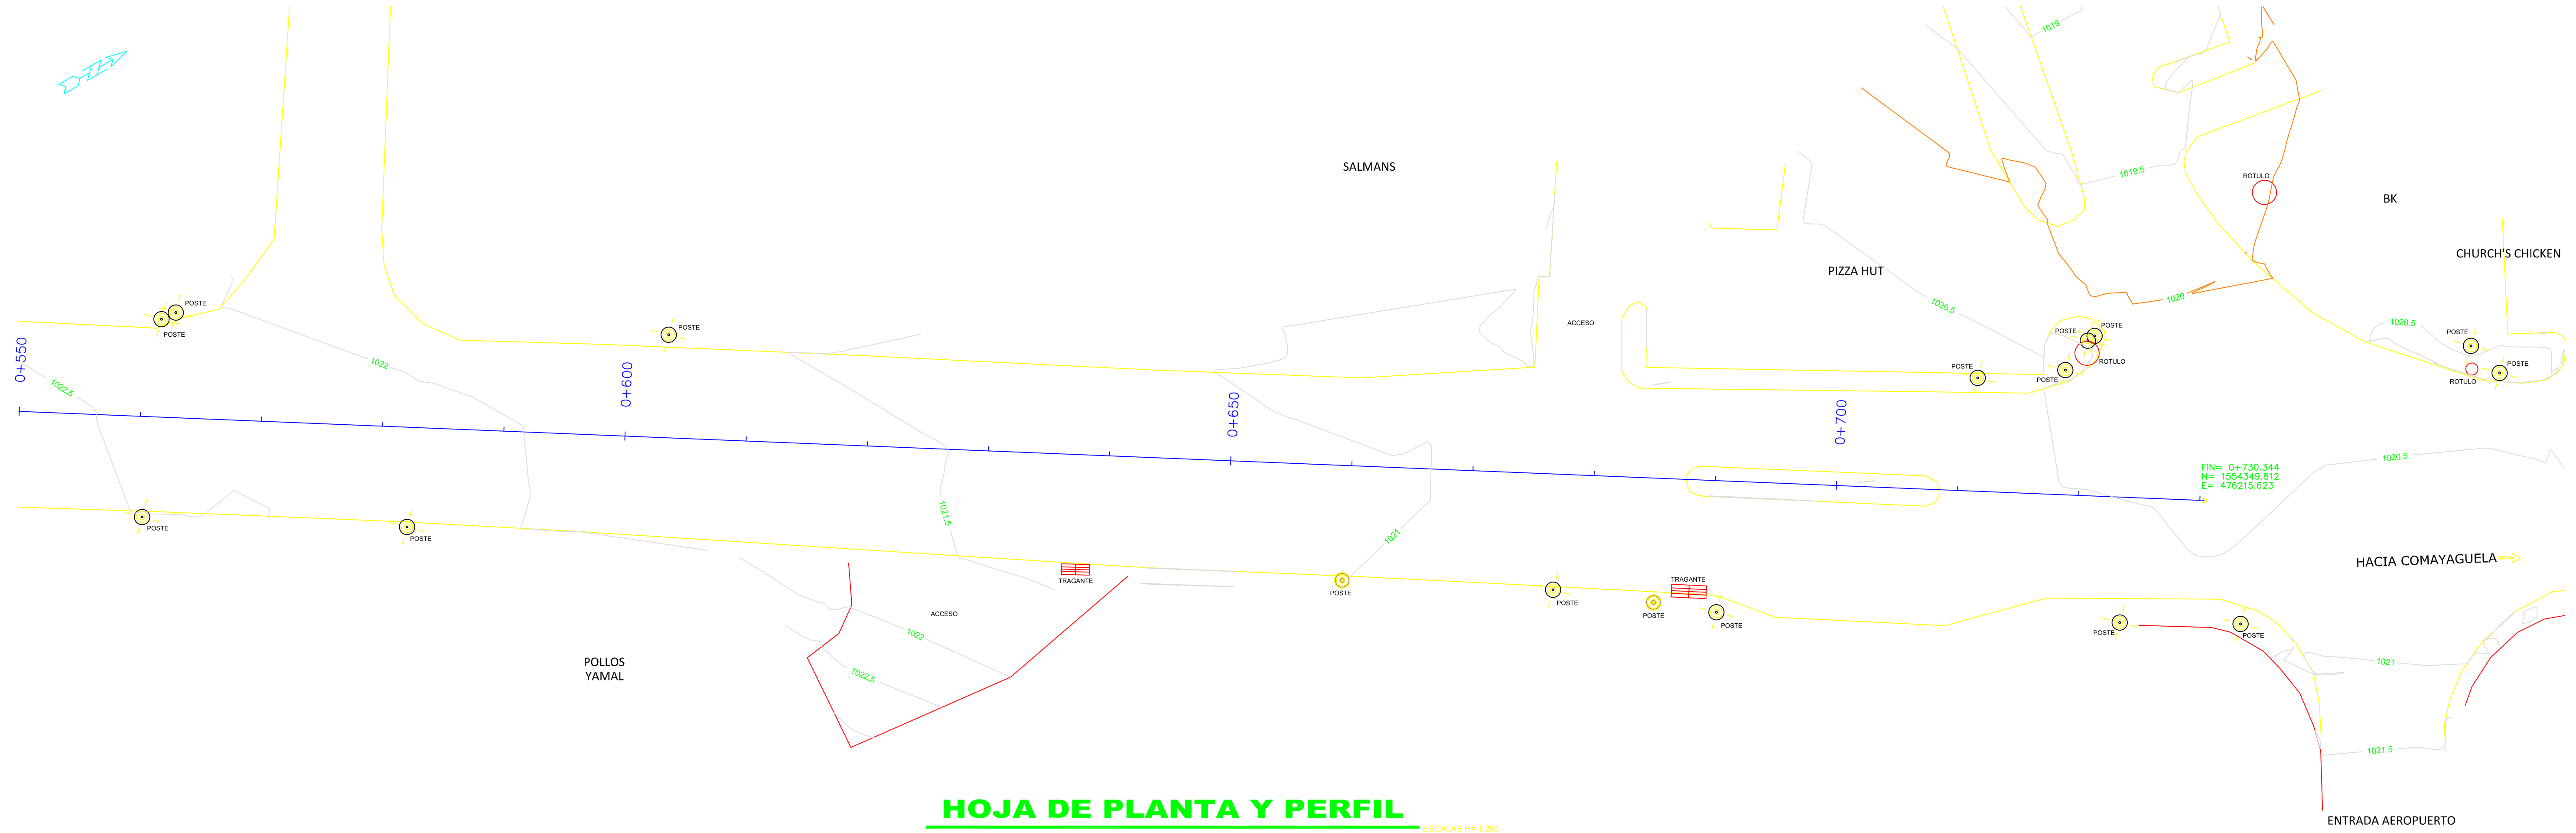 1019
SALMANS
1019.5
ROTULO
BK
CHURCH'S CHICKEN
PIZZA HUT
1020.5
1020
POSTE
POSTE
POSTE
ACCESO
POSTE
POSTE
ROTULO
POSTE
POSTE
1020.5
POSTE
POSTE
ROTULO
0+550
1022.5
1022
0+600
0+650
0+700
1020.5
FIN= 0+730.344
N= 1554349.812
E= 476215.623
POSTE
POSTE
1021.5
1021
HACIA COMAYAGUELA
TRAGANTE
POSTE
POSTE
TRAGANTE
POSTE
POSTE
ACCESO
1022
1022.5
POSTE
POSTE
1021
POLLOS
YAMAL
1021.5
HOJA DE PLANTA Y PERFIL
ESCALAS H= 1:260
ENTRADA AEROPUERTO